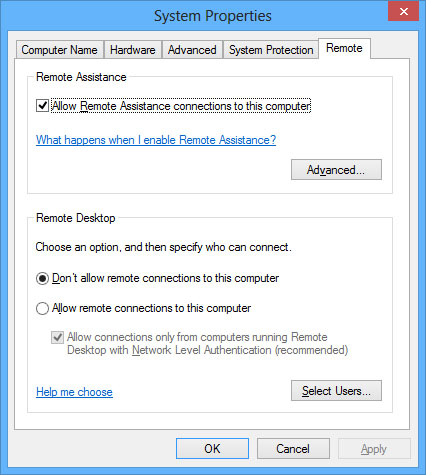 System Properties
Computer Name Hardware Advanced System Protection Remote
Remote Assistance
Allow Remote Assistance connections to this computer
What happens when I enable Remote Assistance?
Advanced...
Remote Desktop
Choose an option, and then specify who can connect.
Don't allow remote connections to this computer
Allow remote connections to this computer
Allow connections only from computers running Remote
Desktop with Network Level Authentication (recommended)
Help me choose
Select Users...
OK Cancel Apply